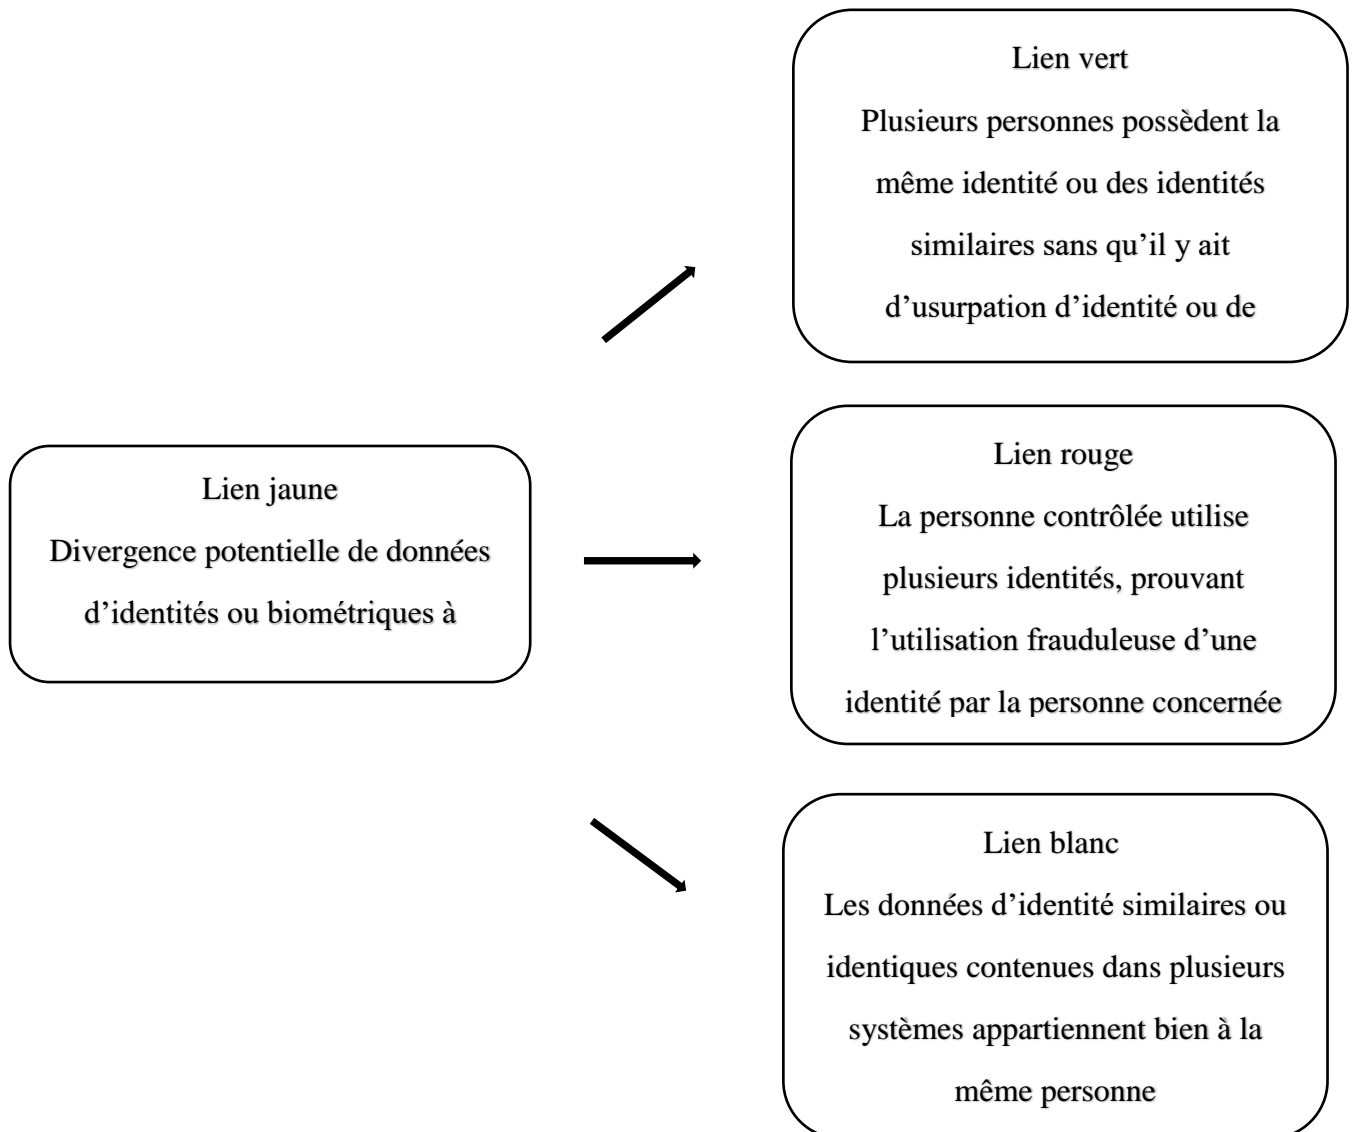 Lien vert
Plusieurs personnes possèdent la
même identité ou des identités
similaires sans qu’il y ait
d’usurpation d’identité ou de
Lien jaune
Divergence potentielle de données
d’identités ou biométriques à
Lien rouge
La personne contrôlée utilise
plusieurs identités, prouvant
l’utilisation frauduleuse d’une
identité par la personne concernée
Lien blanc
Les données d’identité similaires ou
identiques contenues dans plusieurs
systèmes appartiennent bien à la
même personne